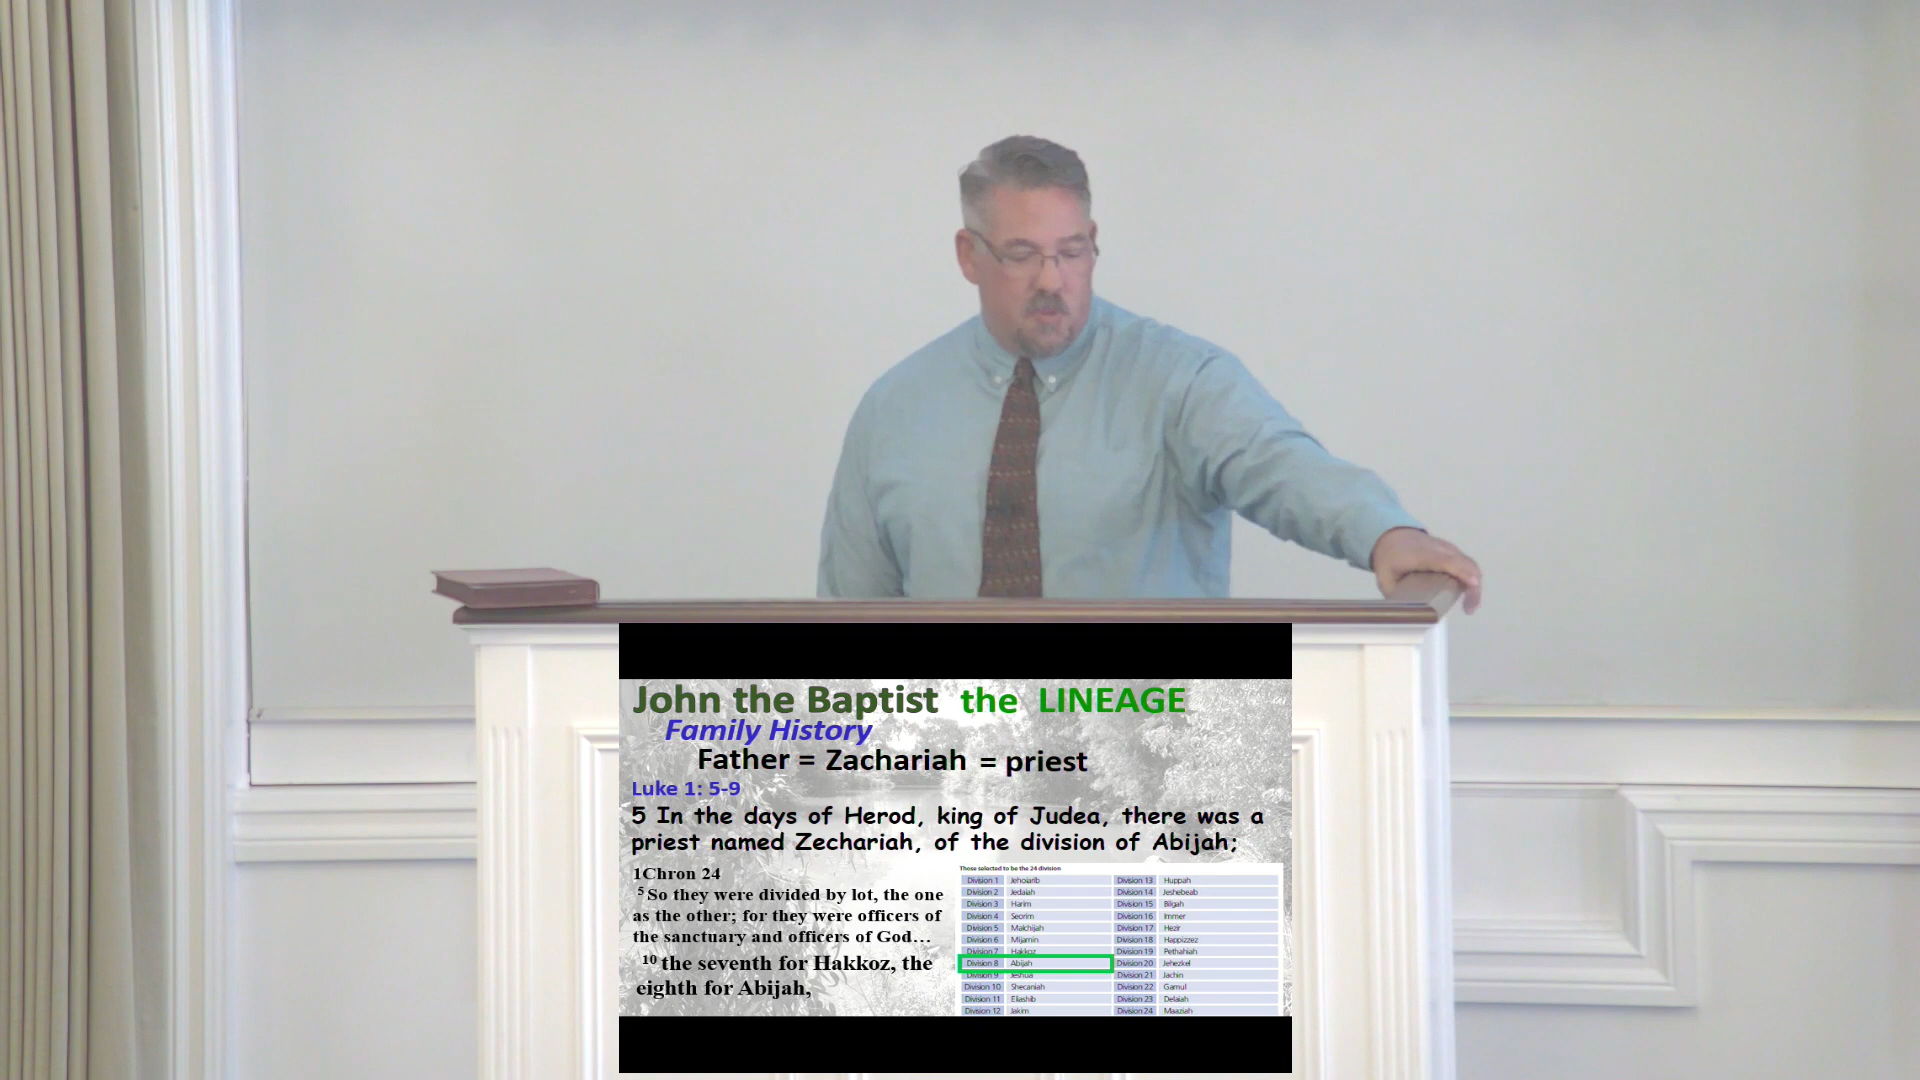 John the Baptist the LINEAGE
Family History
Father = Zachariah = priest
Luke 1: 5-9
5 In the days of Herod, king of Judea, there was a
priest named Zechariah, of the division of Abijah;
1Chron 24
5 So they were divided by lot, the one
as the other; for they were officers of
the sanctuary and officers of God…
10 the seventh for Hakkoz, the
eighth for Abijah,
Those selected to be the 24 division
Division 1 Jehoiarib Division 13 Huppah
Division 2 Jedaiah Division 14 Jeshebeab
Division 3 Harim Division 15 Bilgah
Division 4 Seorim Division 16 Immer
Division 5 Malchijah Division 17 Hezir
Division 6 Mijamin Division 18 Happizzez
Division 7 Hakkoz Division 19 Pethahiah
Division 8 Abijah Division 20 Jehezkel
Division 9 Jeshua Division 21 Jachin
Division 10 Shecaniah Division 22 Gamul
Division 11 Eliashib Division 23 Delaiah
Division 12 Jakim Division 24 Maaziah